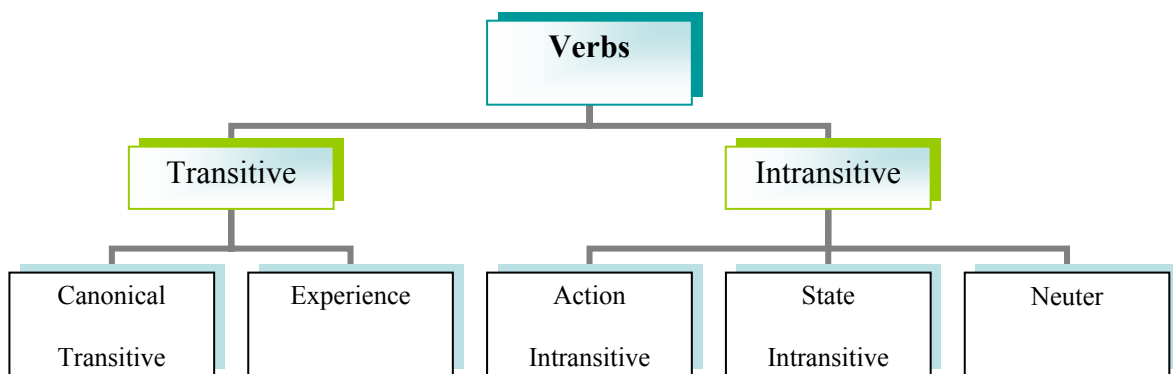 Verbs
Transitive
Intransitive
Canonical
Transitive
Experience
Action
Intransitive
State
Intransitive
Neuter